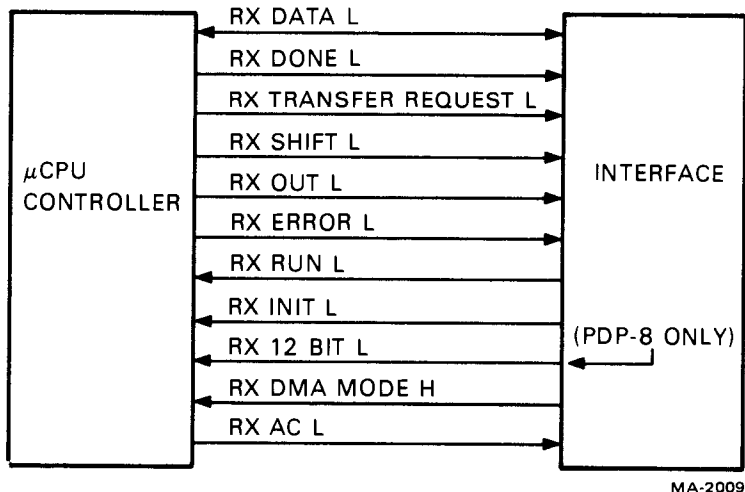 RX DATA L
RX DONE L
RX TRANSFER REQUEST L
RX SHIFT L
μCPU
CONTROLLER
RX OUT L
INTERFACE
RX ERROR L
RX RUN L
RX INIT L
(PDP-8 ONLY)
RX 12 BIT L
RX DMA MODE H
RX AC L
MA-2009